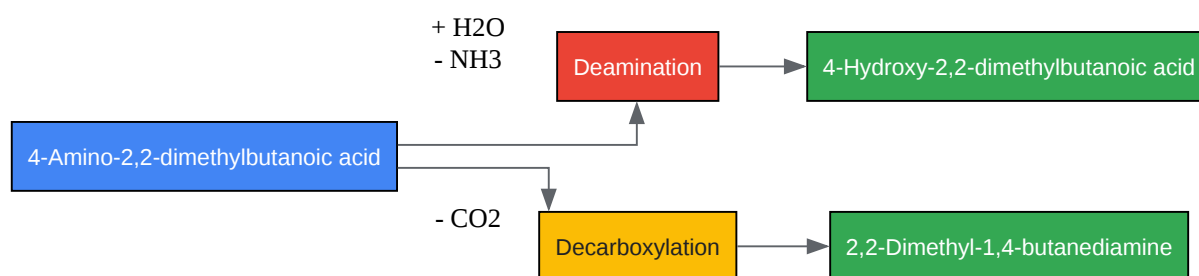 + H2O
- NH3
Deamination
4-Hydroxy-2,2-dimethylbutanoic acid
4-Amino-2,2-dimethylbutanoic acid
- CO2
Decarboxylation
2,2-Dimethyl-1,4-butanediamine